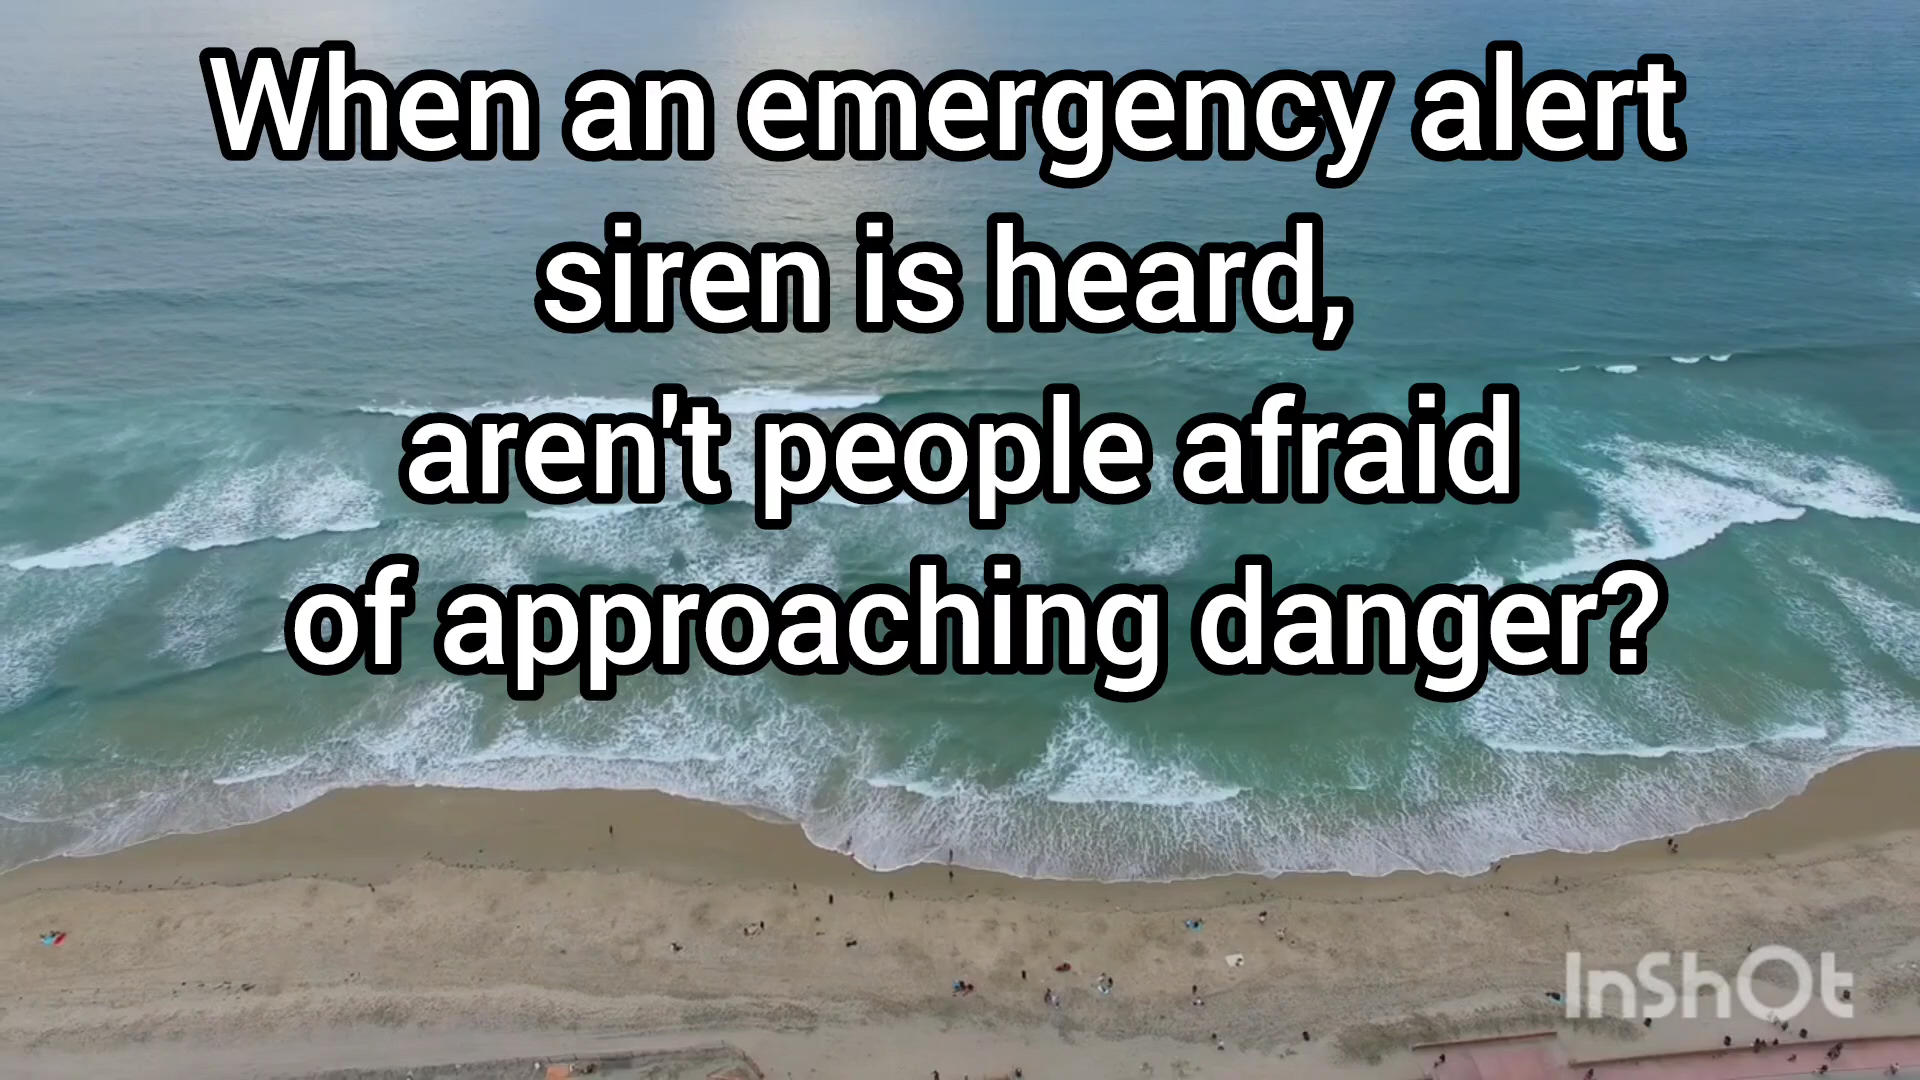 When an emergency alert
siren is heard,
aren't people afraid
of approaching danger?
InShOt